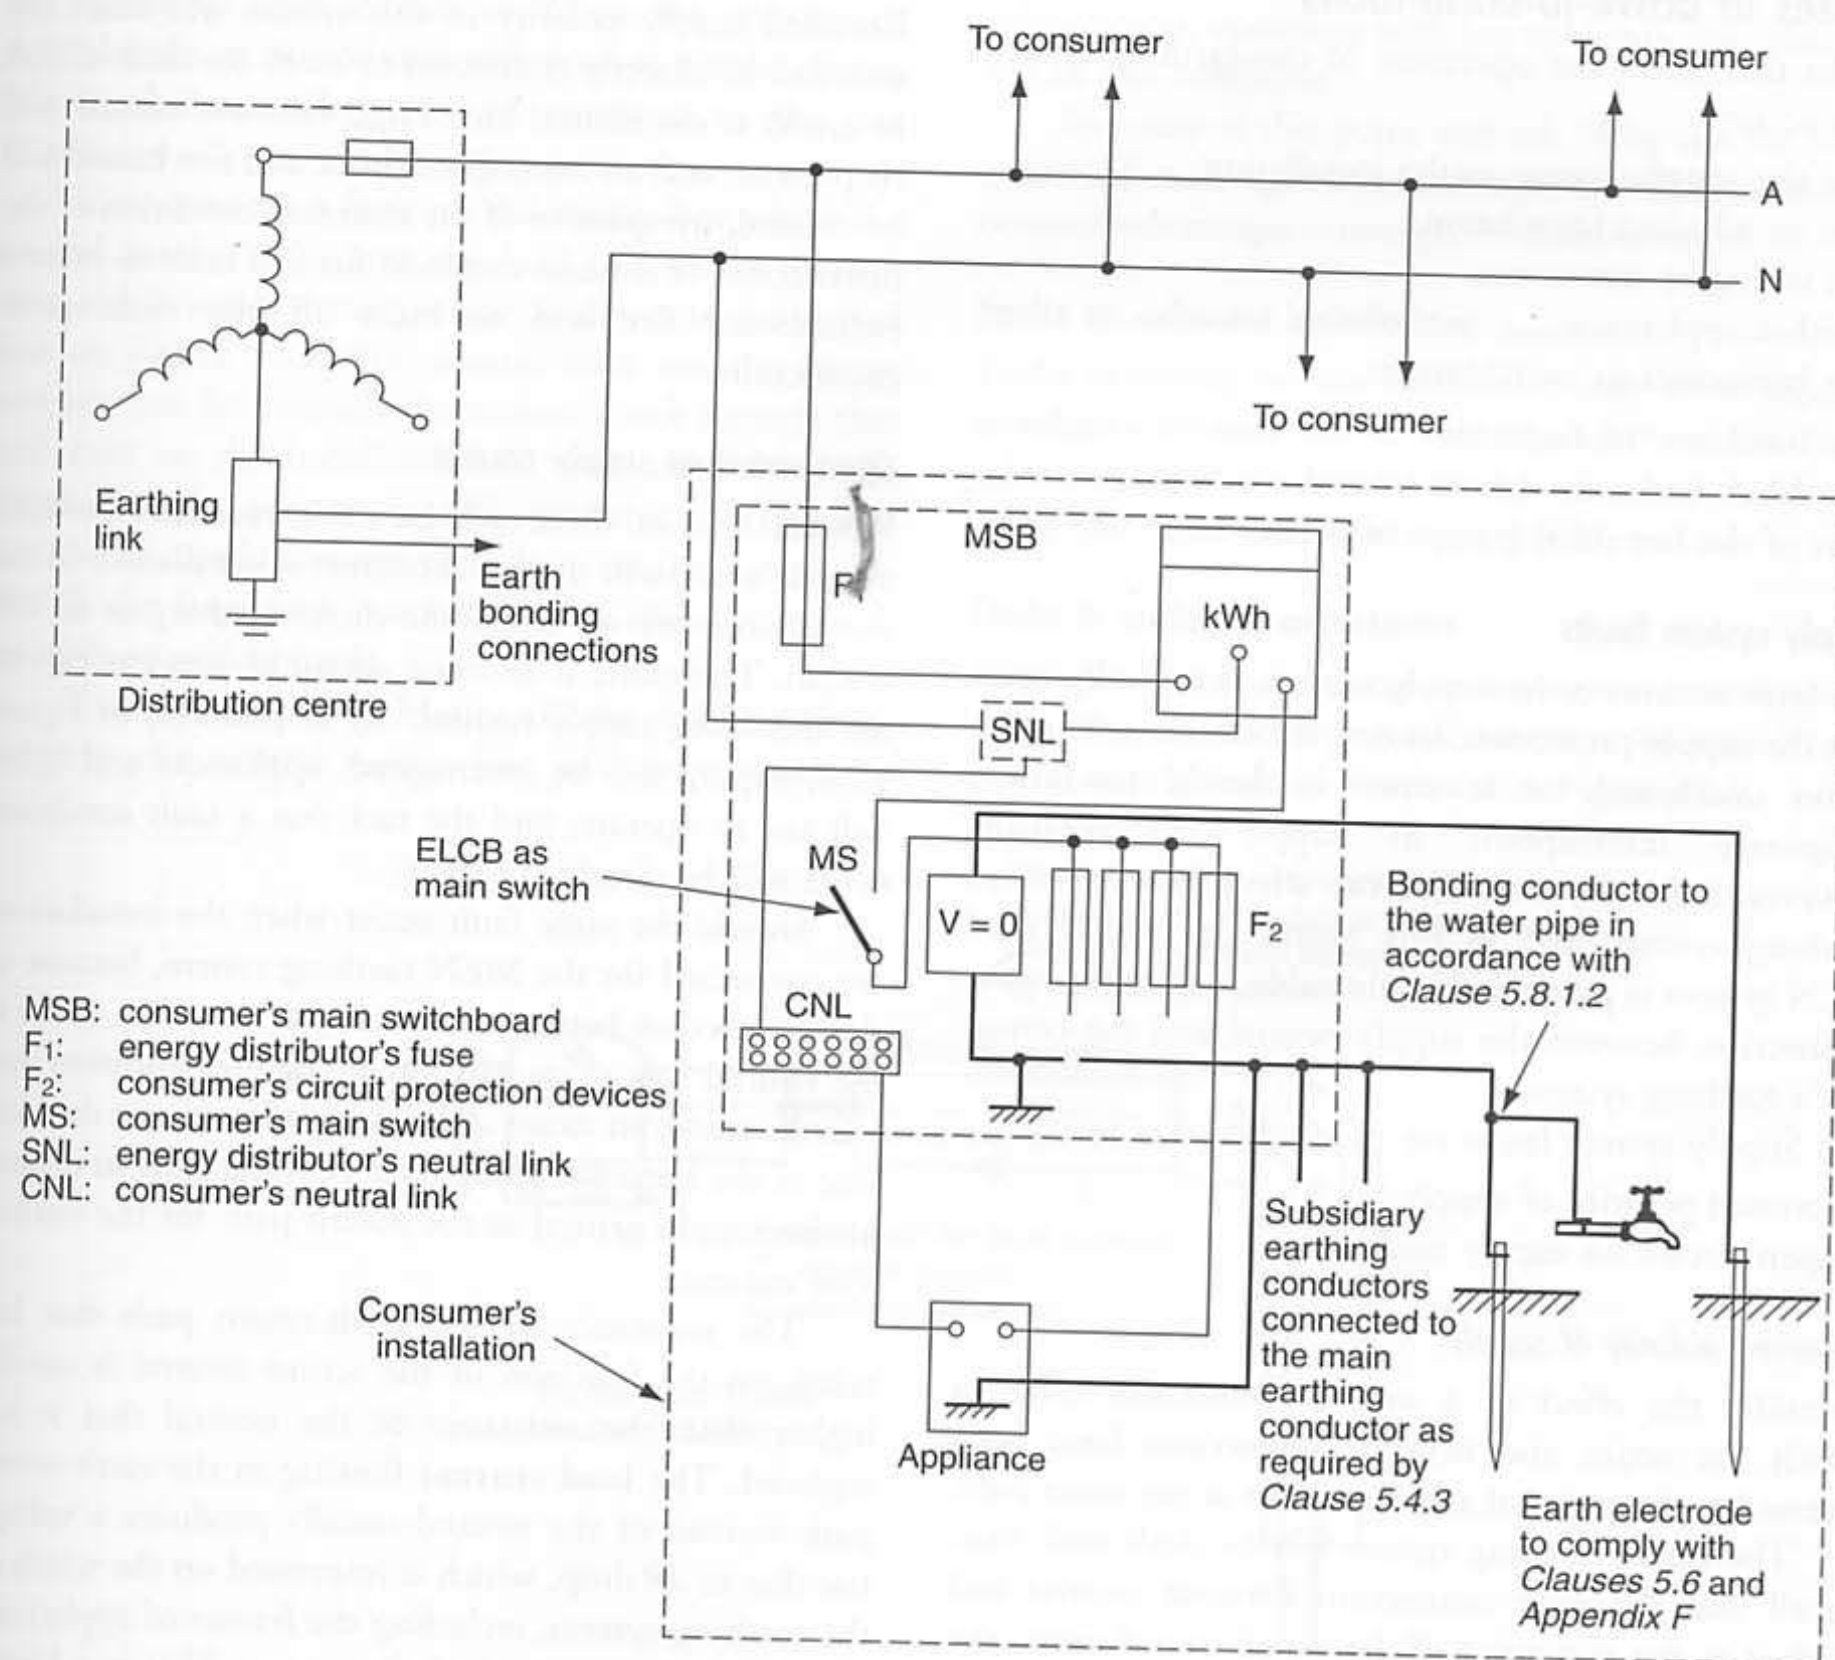 To consumer
To consumer
A
N
To consumer
Earthing
link
Earth
bonding
connections
Distribution centre
MSB
F₁
kWh
SNL
ELCB as
main switch
MS
V = 0
F₂
CNL
Bonding conductor to
the water pipe in
accordance with
Clause 5.8.1.2
MSB: consumer's main switchboard
F₁: energy distributor's fuse
F₂: consumer's circuit protection devices
MS: consumer's main switch
SNL: energy distributor's neutral link
CNL: consumer's neutral link
Consumer's
installation
Appliance
Subsidiary
earthing
conductors
connected to
the main
earthing
conductor as
required by
Clause 5.4.3
Earth electrode
to comply with
Clauses 5.6 and
Appendix F